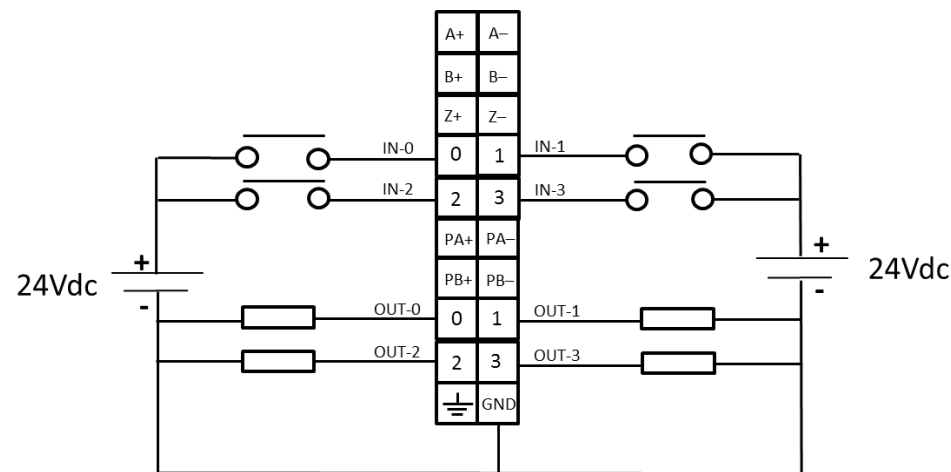 A+ A−
B+ B−
Z+ Z−
IN-0 0 1 IN-1
IN-2 2 3 IN-3
PA+ PA−
+ +
24Vdc PB+ PB− 24Vdc
- -
OUT-0 0 1 OUT-1
OUT-2 2 3 OUT-3
GND